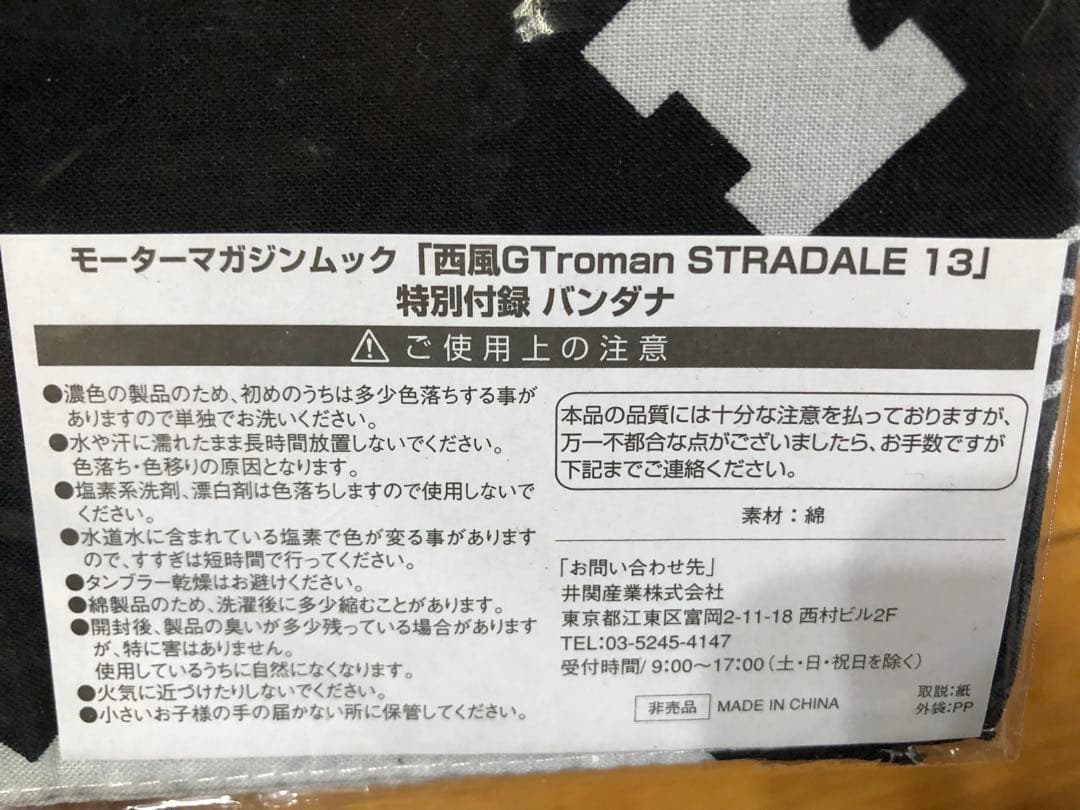 モーターマガジンムック「西風GTroman STRADALE 13」
特別付録 バンダナ
ご使用上の注意
●濃色の製品のため、初めのうちは多少色落ちする事が
ありますので単独でお洗いください。
●水や汗に濡れたまま長時間放置しないでください。
色落ち・色移りの原因となります。
●塩素系洗剤、漂白剤は色落ちしますので使用しないで
ください。
●水道水に含まれている塩素で色が変る事があります
ので、すすぎは短時間で行ってください。
●タンブラー乾燥はお避けください。
●綿製品のため、洗濯後に多少縮むことがあります。
●開封後、製品の臭いが多少残っている場合があります
が、特に害はありません。
使用しているうちに自然になくなります。
●火気に近づけたりしないでください。
●小さいお子様の手の届かない所に保管してください。
本品の品質には十分な注意を払っておりますが、
万一不都合な点がございましたら、お手数ですが
下記までご連絡ください。
素材：綿
「お問い合わせ先」
井関産業株式会社
東京都江東区富岡2-11-18 西村ビル2F
TEL:03-5245-4147
受付時間/9:00～17:00（土・日・祝日を除く）
非売品 MADE IN CHINA
取説：紙
外袋：PP